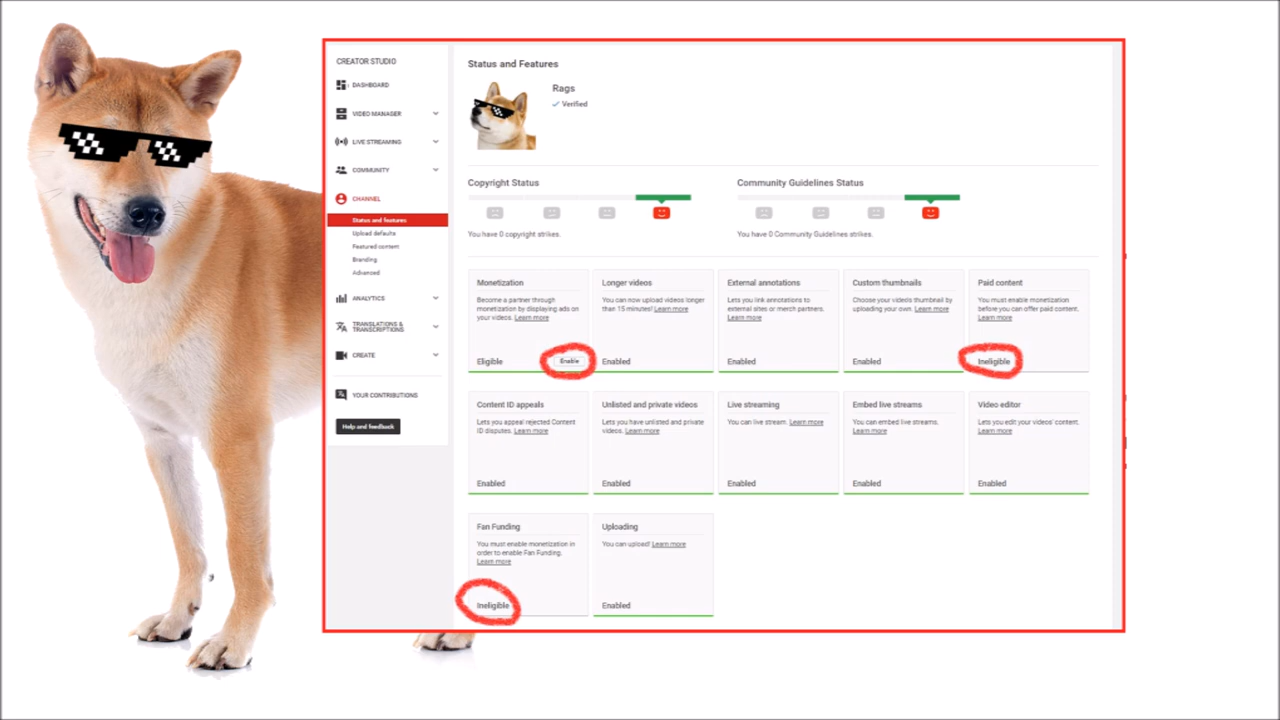 CREATOR STUDIO
DASHBOARD
VIDEO MANAGER
LIVE STREAMING
COMMUNITY
CHANNEL
Status and features
Upload defaults
Featured content
Branding
Advanced
ANALYTICS
TRANSLATIONS &
TRANSCRIPTIONS
CREATE
YOUR CONTRIBUTIONS
Help and feedback
Status and Features
Rags
Verified
Copyright Status
You have 0 copyright strikes.
Community Guidelines Status
You have 0 Community Guidelines strikes.
Monetization
Become a partner through
monetization by displaying ads on
your videos. Learn more
Eligible
Enable
Longer videos
You can now upload videos longer
than 15 minutes! Learn more
Enabled
External annotations
Lets you link annotations to
external sites or merch partners.
Learn more
Enabled
Custom thumbnails
Choose your video's thumbnail by
uploading your own. Learn more
Enabled
Paid content
You must enable monetization
before you can offer paid content.
Learn more
Ineligible
Content ID appeals
Lets you appeal rejected Content
ID disputes. Learn more
Enabled
Unlisted and private videos
Lets you have unlisted and private
videos. Learn more
Enabled
Live streaming
You can live stream. Learn more
Enabled
Embed live streams
You can embed live streams.
Learn more
Enabled
Video editor
Lets you edit your videos' content.
Learn more
Enabled
Fan Funding
You must enable monetization in
order to enable Fan Funding.
Learn more
Ineligible
Uploading
You can upload! Learn more
Enabled